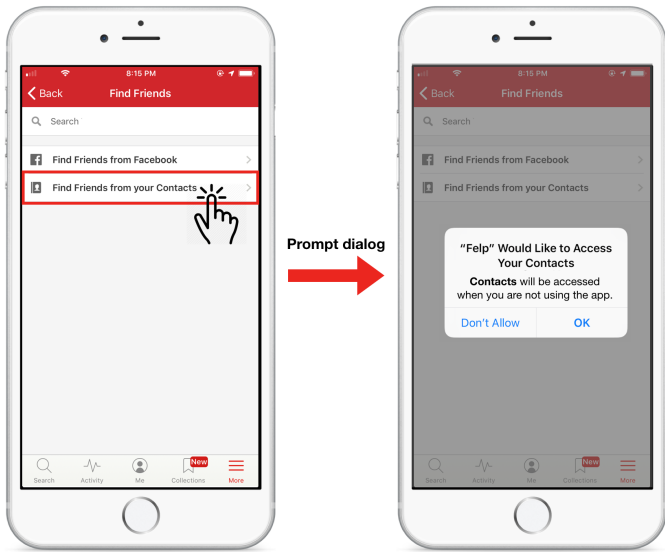 8:15 PM
Back Find Friends
Search
Find Friends from Facebook
Find Friends from your Contacts
New
Search Activity Me Collections More
Prompt dialog
8:15 PM
Back Find Friends
Search
Find Friends from Facebook
Find Friends from your Contacts
“Felp” Would Like to Access
Your Contacts
Contacts will be accessed
when you are not using the app.
Don't Allow OK
New
Search Activity Me Collections More